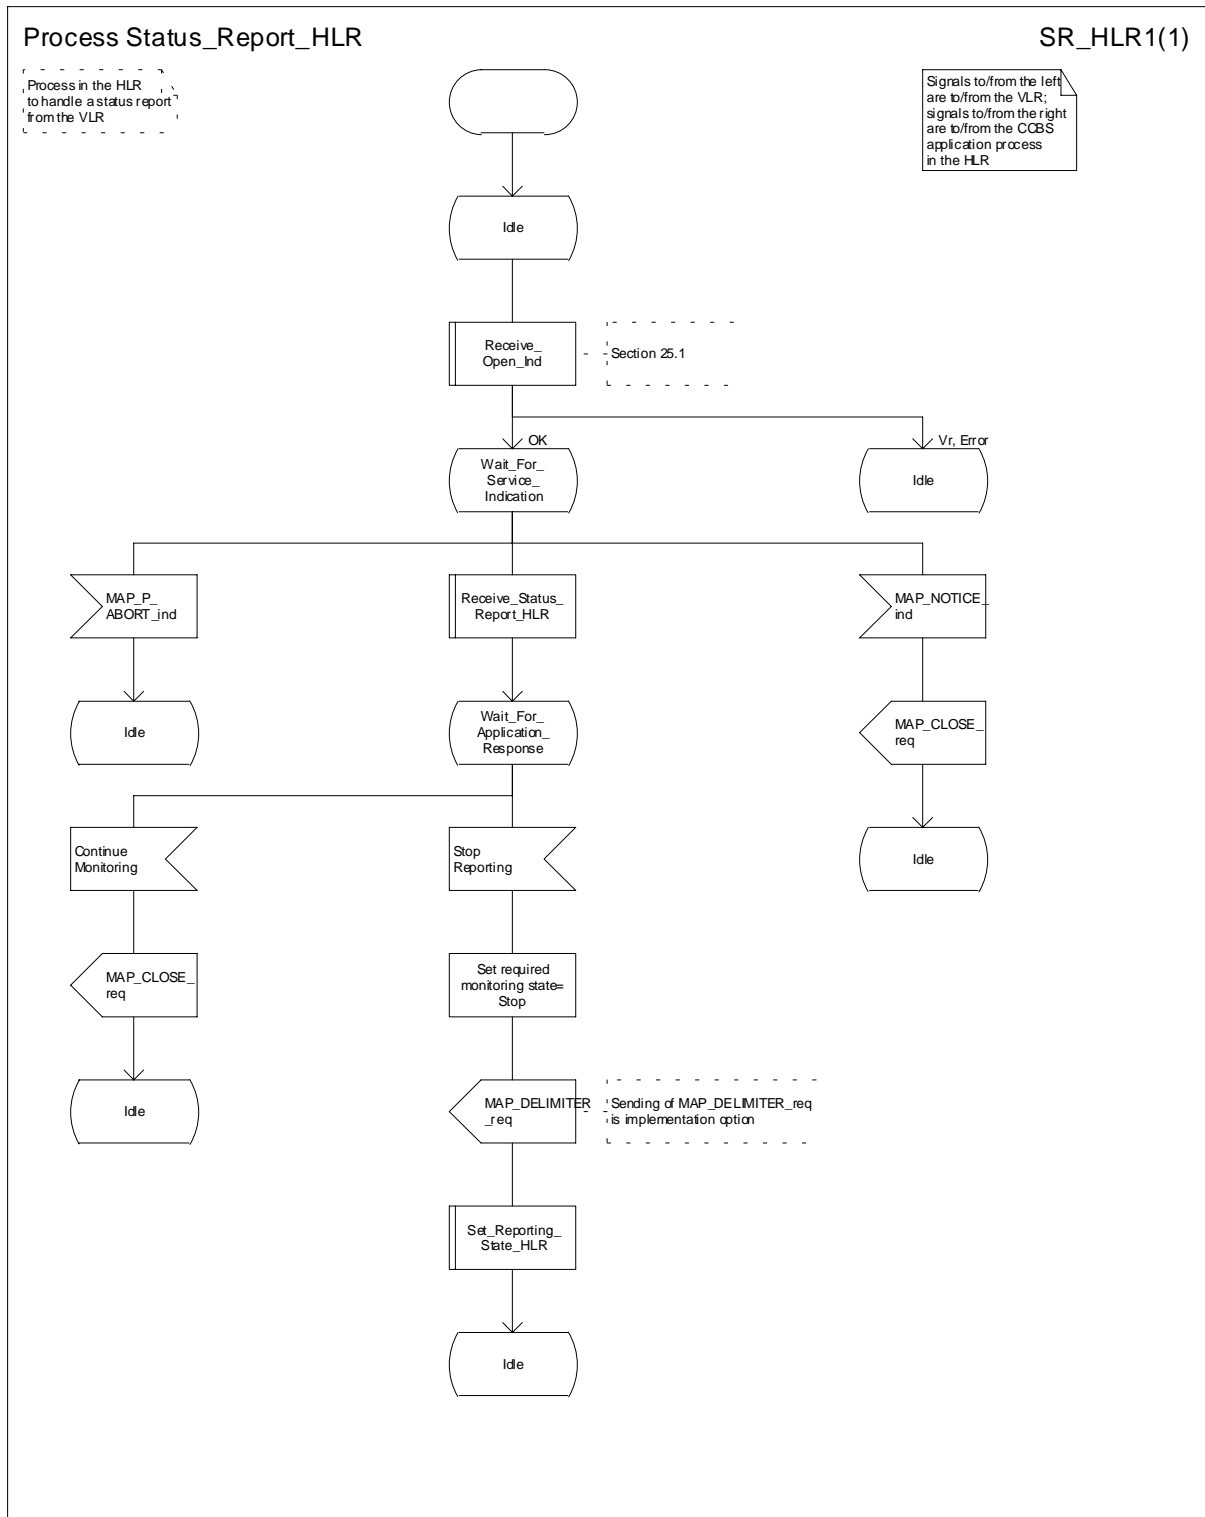 Process Status_Report_HLR
SR_HLR1(1)
Process in the HLR
to handle a status report
from the VLR
Signals to/from the left
are to/from the VLR;
signals to/from the right
are to/from the CCBS
application process
in the HLR
Idle
Receive_
Open_Ind
Section 25.1
OK
Vr, Error
Wait_For_
Service_
Indication
Idle
MAP_P_
ABORT_ind
Receive_Status_
Report_HLR
MAP_NOTICE_
ind
Idle
Wait_For_
Application_
Response
MAP_CLOSE_
req
Continue
Monitoring
Stop
Reporting
Idle
MAP_CLOSE_
req
Set required
monitoring state=
Stop
Idle
MAP_DELIMITER
_req
Sending of MAP_DELIMITER_req
is implementation option
Set_Reporting_
State_HLR
Idle